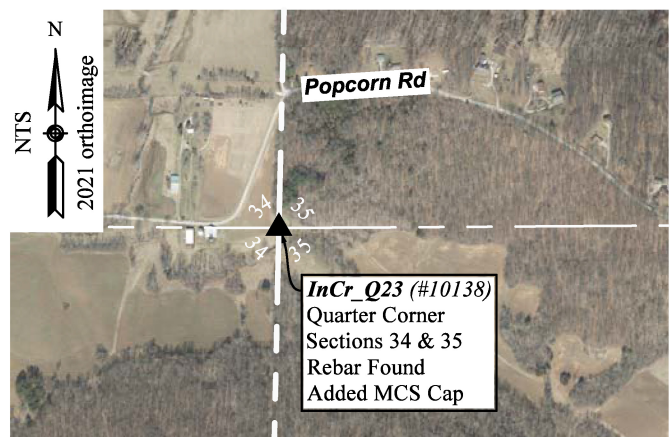 N
NTS
2021 orthoimage
Popcorn Rd
34 35
34 35
InCr_Q23 (#10138)
Quarter Corner
Sections 34 & 35
Rebar Found
Added MCS Cap